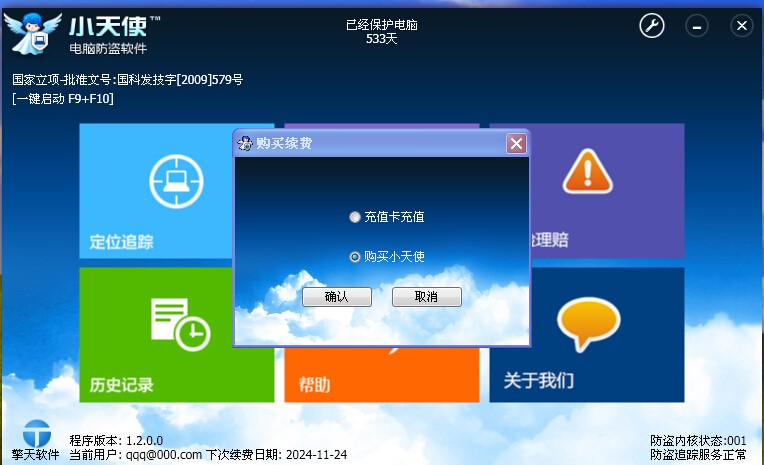 小天使™
电脑防盗软件
已经保护电脑
533天
国家立项-批准文号:国科发技字[2009]579号
[一键启动 F9+F10]
购买续费
充值卡充值
购买小天使
确认
取消
定位追踪
理赔
历史记录
帮助
关于我们
擎天软件
程序版本: 1.2.0.0
当前用户: qqq@000.com 下次续费日期: 2024-11-24
防盗内核状态:001
防盗追踪服务正常